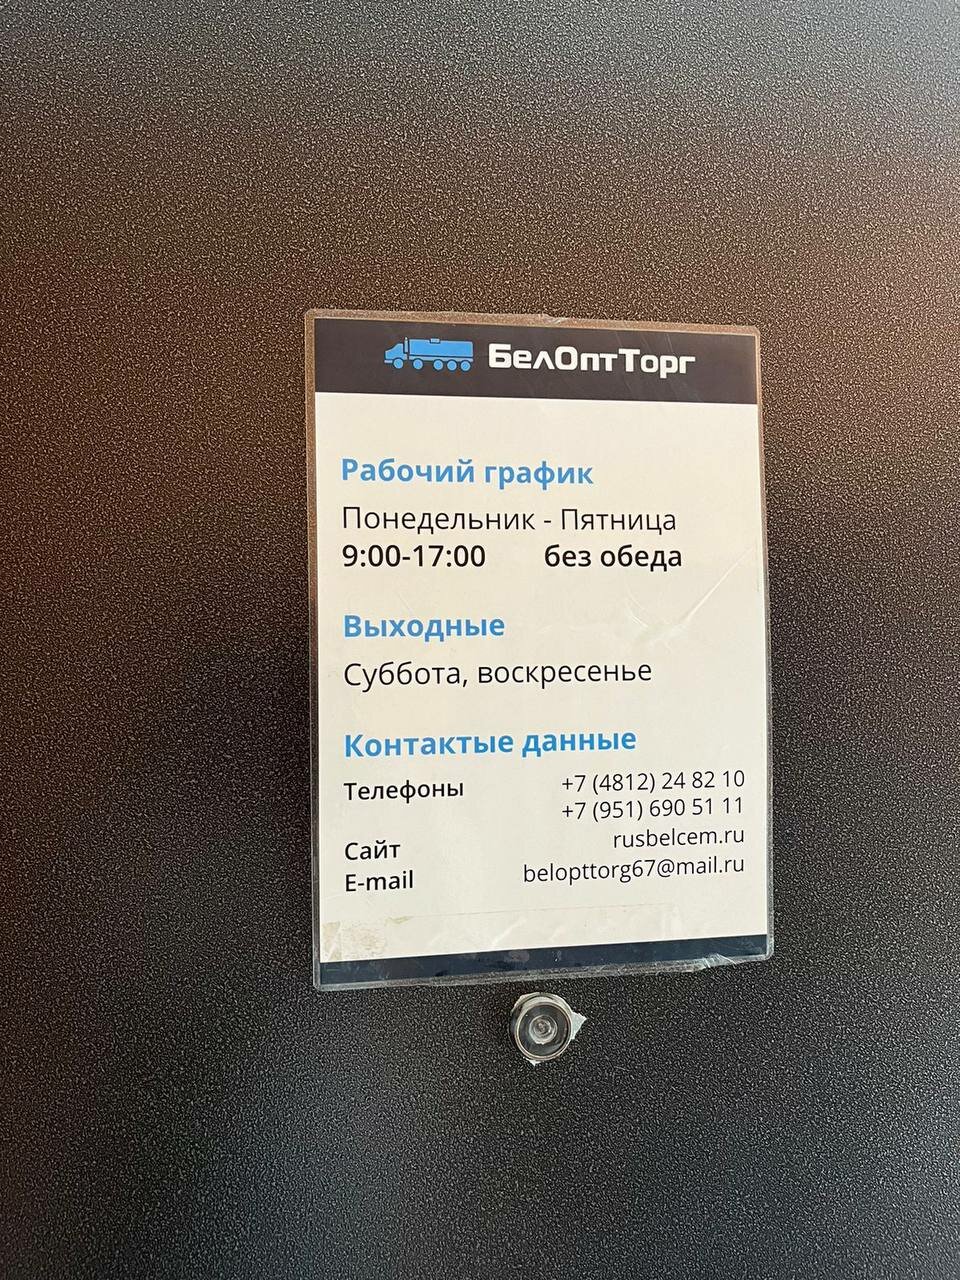 БелОптТорг
Рабочий график
Понедельник - Пятница
9:00-17:00 без обеда
Выходные
Суббота, воскресенье
Контактые данные
Телефоны +7 (4812) 24 82 10
+7 (951) 690 51 11
Сайт rusbelcem.ru
E-mail belopttorg67@mail.ru